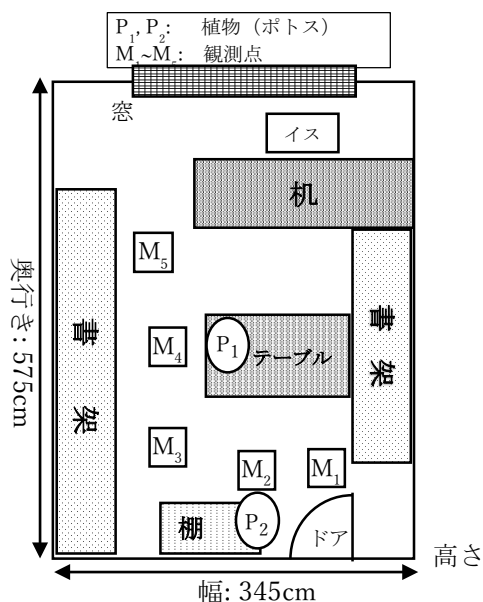 P₁, P₂: 植物（ポトス）
M₁~M₅: 観測点
窓
イス
机
M₅
書架
M₄
P₁
テーブル
書架
奥行き: 575cm
M₃
M₂
M₁
棚
P₂
ドア
高さ
幅: 345cm